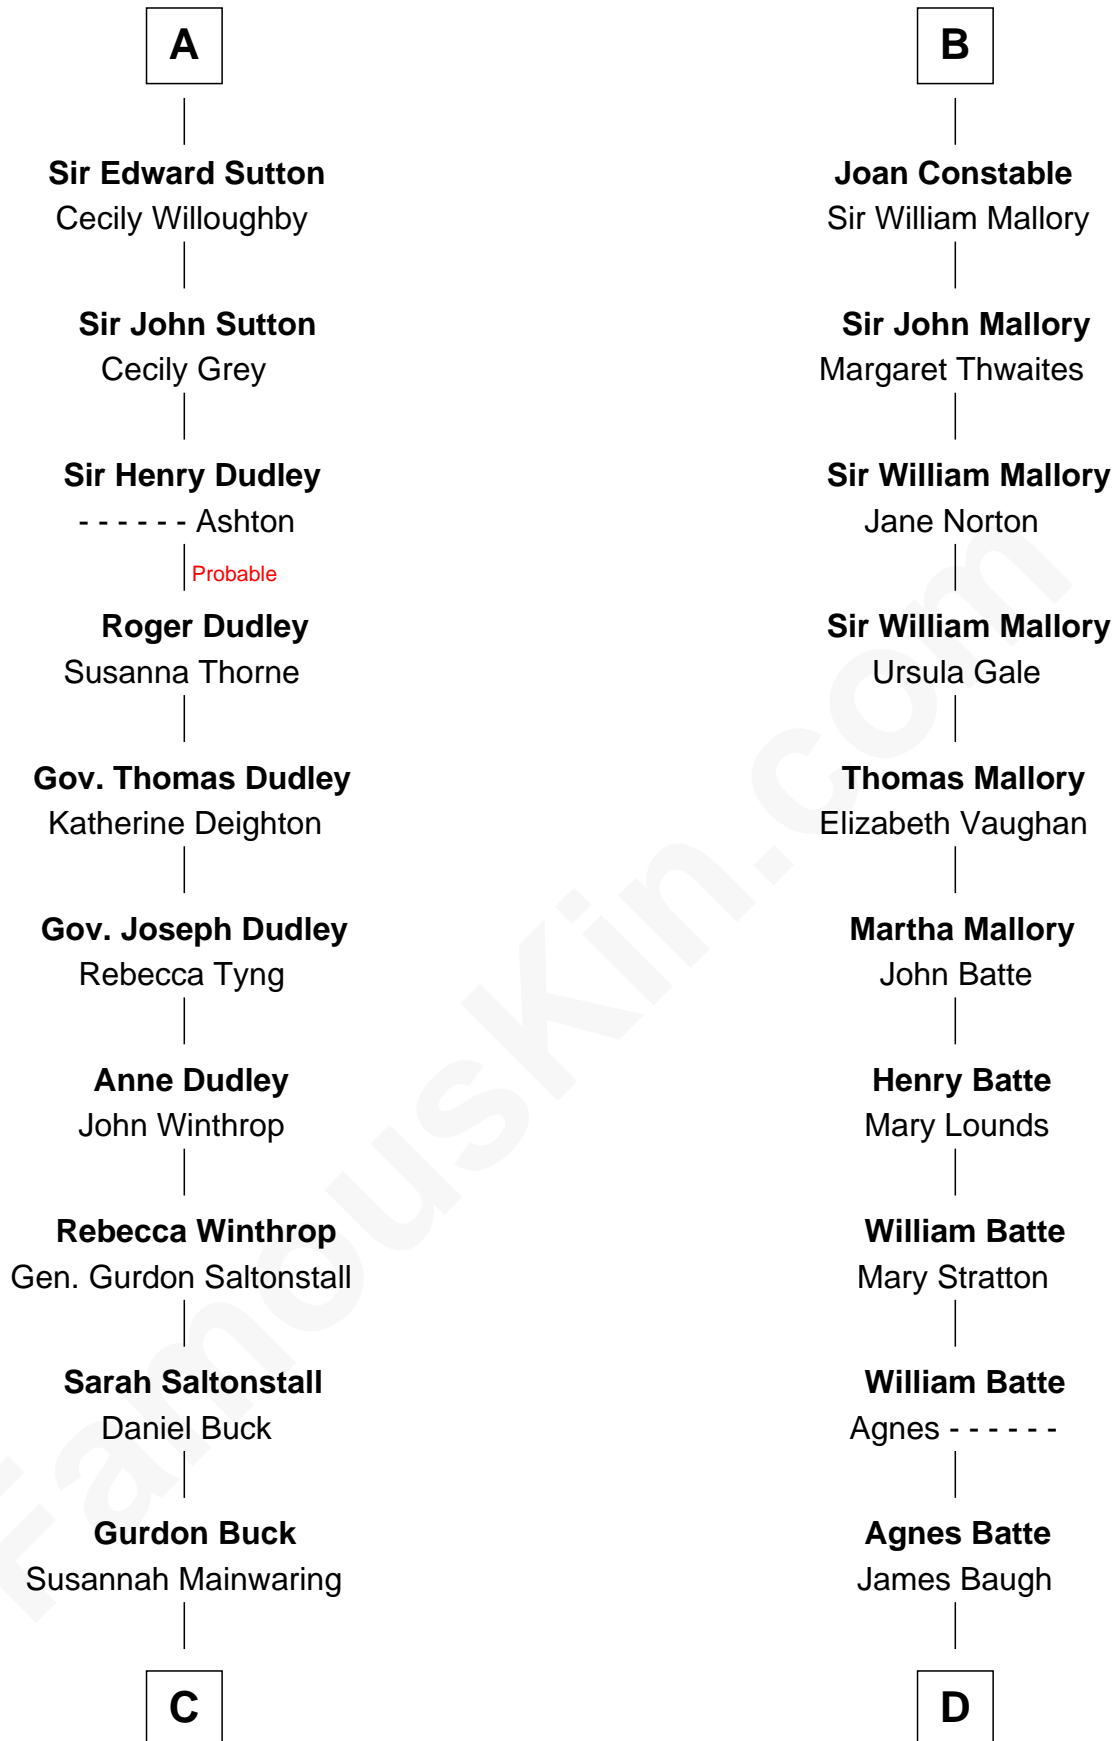 A
Sir Edward Sutton
Cecily Willoughby
Sir John Sutton
Cecily Grey
Sir Henry Dudley
- - - - - - Ashton
Probable
Roger Dudley
Susanna Thorne
Gov. Thomas Dudley
Katherine Deighton
Gov. Joseph Dudley
Rebecca Tyng
Anne Dudley
John Winthrop
Rebecca Winthrop
Gen. Gurdon Saltonstall
Sarah Saltonstall
Daniel Buck
Gurdon Buck
Susannah Mainwaring
C
B
Joan Constable
Sir William Mallory
Sir John Mallory
Margaret Thwaites
Sir William Mallory
Jane Norton
Sir William Mallory
Ursula Gale
Thomas Mallory
Elizabeth Vaughan
Martha Mallory
John Batte
Henry Batte
Mary Lounds
William Batte
Mary Stratton
William Batte
Agnes - - - - - -
Agnes Batte
James Baugh
D
FamousKin.com